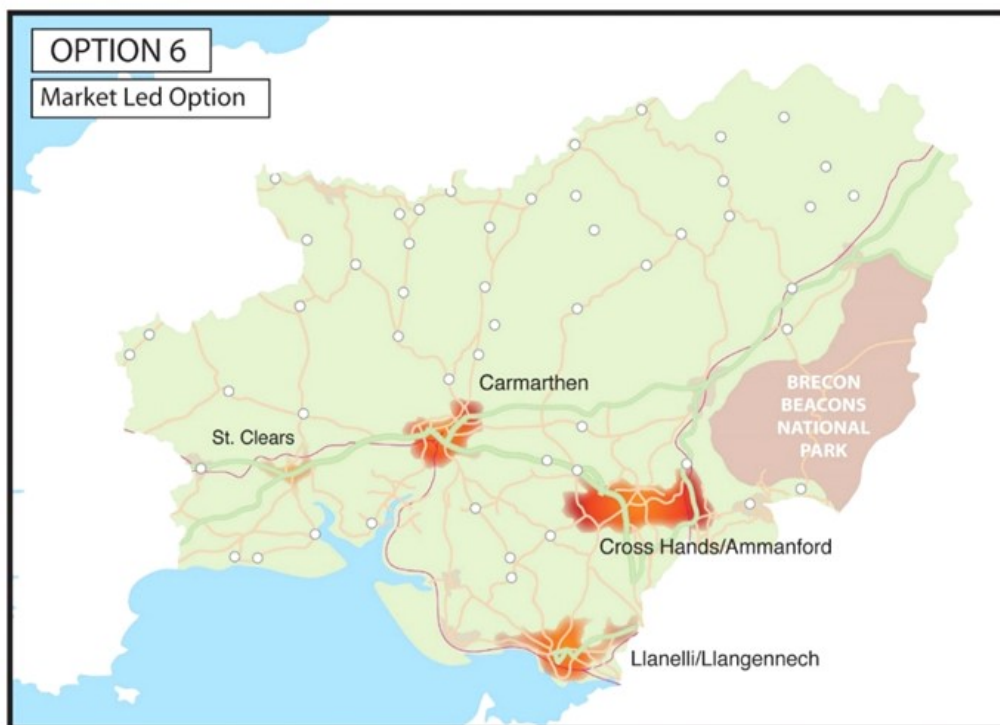 OPTION 6
Market Led Option
Carmarthen
St. Clears
BRECON
BEACONS
NATIONAL
PARK
Cross Hands/Ammanford
Llanelli/Llangennech